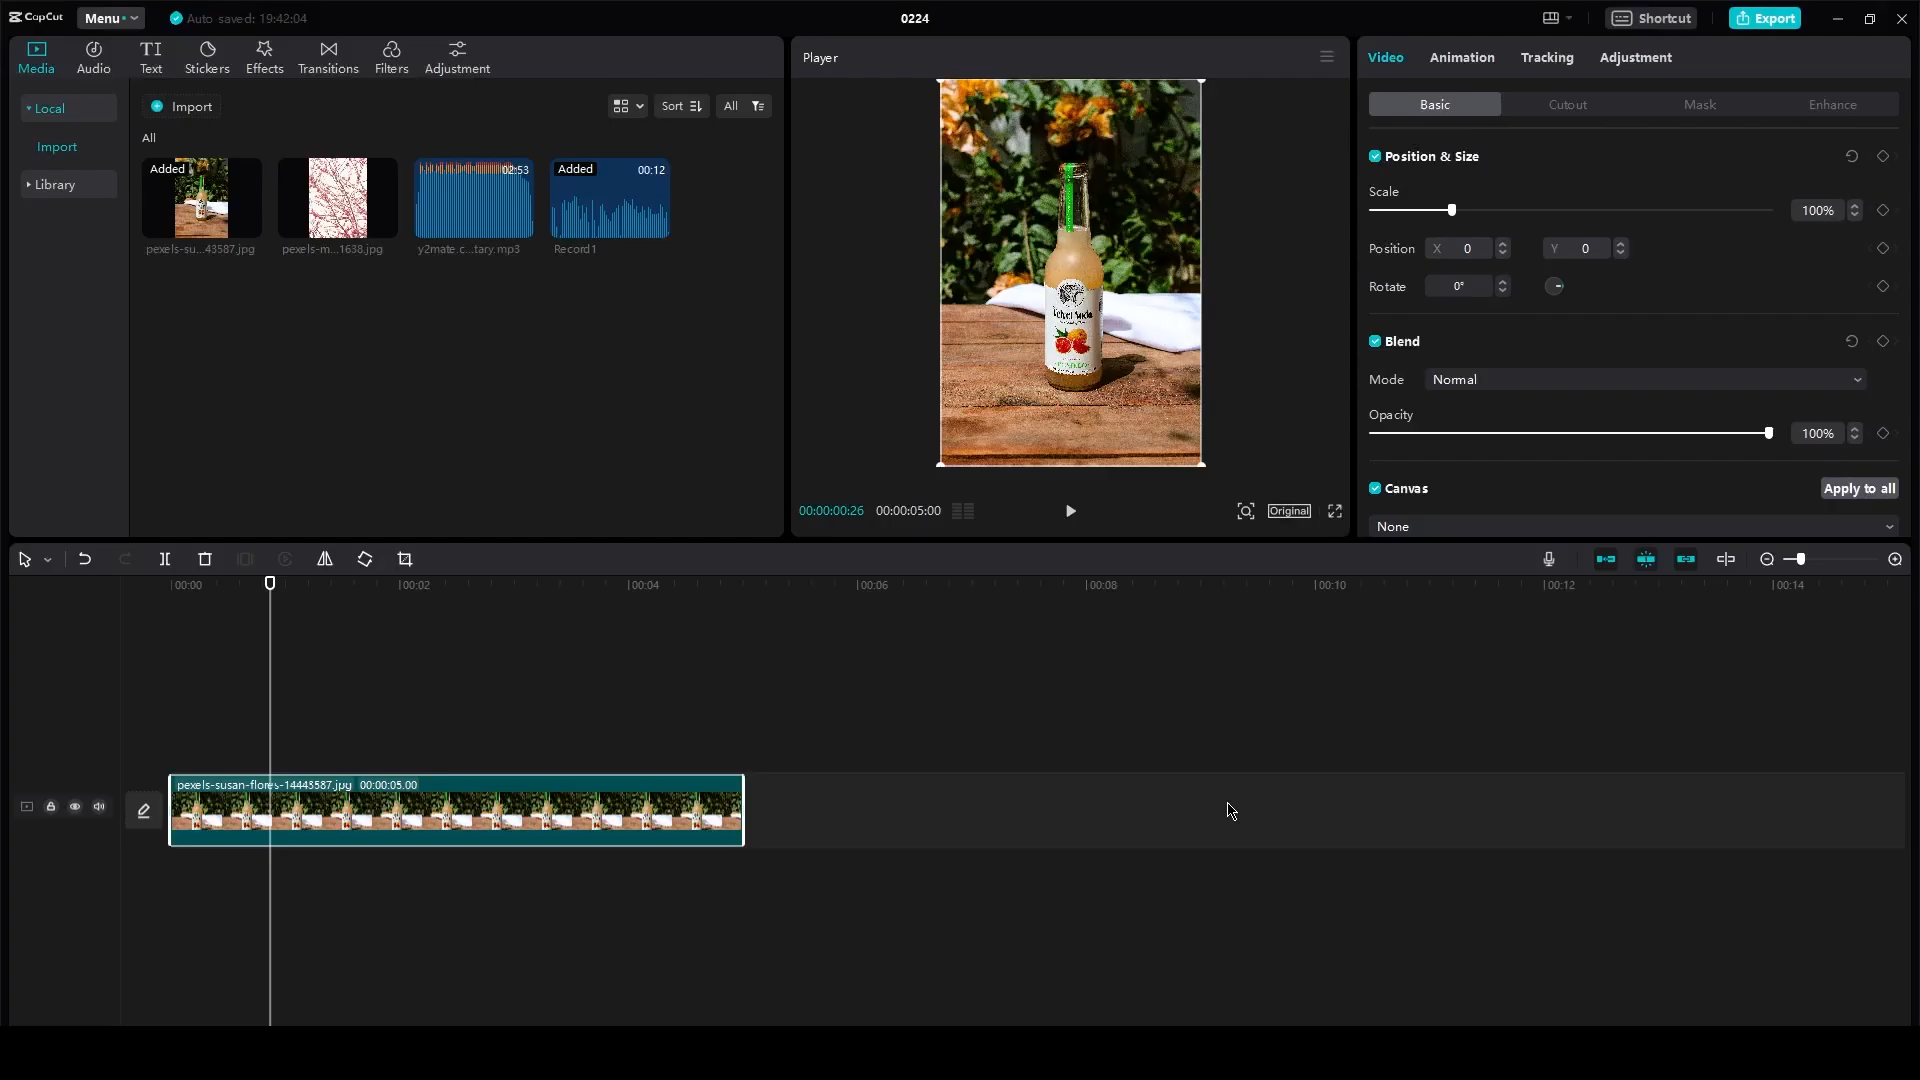 CapCut
Menu
Auto saved: 19:42:04
0224
Shortcut
Export
Media
Audio
Text
Stickers
Effects
Transitions
Filters
Adjustment
Local
Import
Library
Import
Sort
All
All
Added
pexels-su...43587.jpg
pexels-m...1638.jpg
02:53
y2mate.c...tary.mp3
Added
00:12
Record1
Player
00:00:00:26
00:00:05:00
Original
Video
Animation
Tracking
Adjustment
Basic
Cutout
Mask
Enhance
Position & Size
Scale
100%
Position
X 0
Y 0
Rotate
0°
Blend
Mode
Normal
Opacity
100%
Canvas
Apply to all
None
00:00
00:02
00:04
00:06
00:08
00:10
00:12
00:14
pexels-susan-flores-14443587.jpg 00:00:05:00